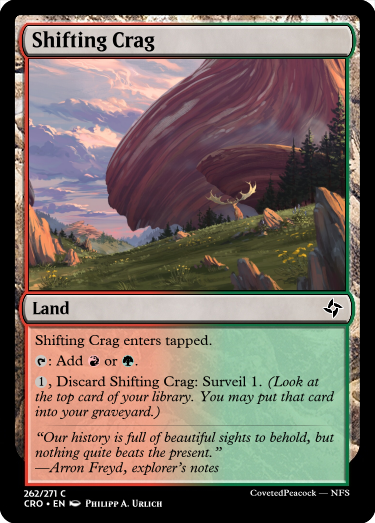 Shifting Crag
Land
Shifting Crag enters tapped.
: Add or .
1, Discard Shifting Crag: Surveil 1. (Look at
the top card of your library. You may put that card
into your graveyard.)
“Our history is full of beautiful sights to behold, but
nothing quite beats the present.”
—Arron Freyd, explorer’s notes
262/271 C
CRO • EN Philipp A. Urlich
CovetedPeacock — NFS